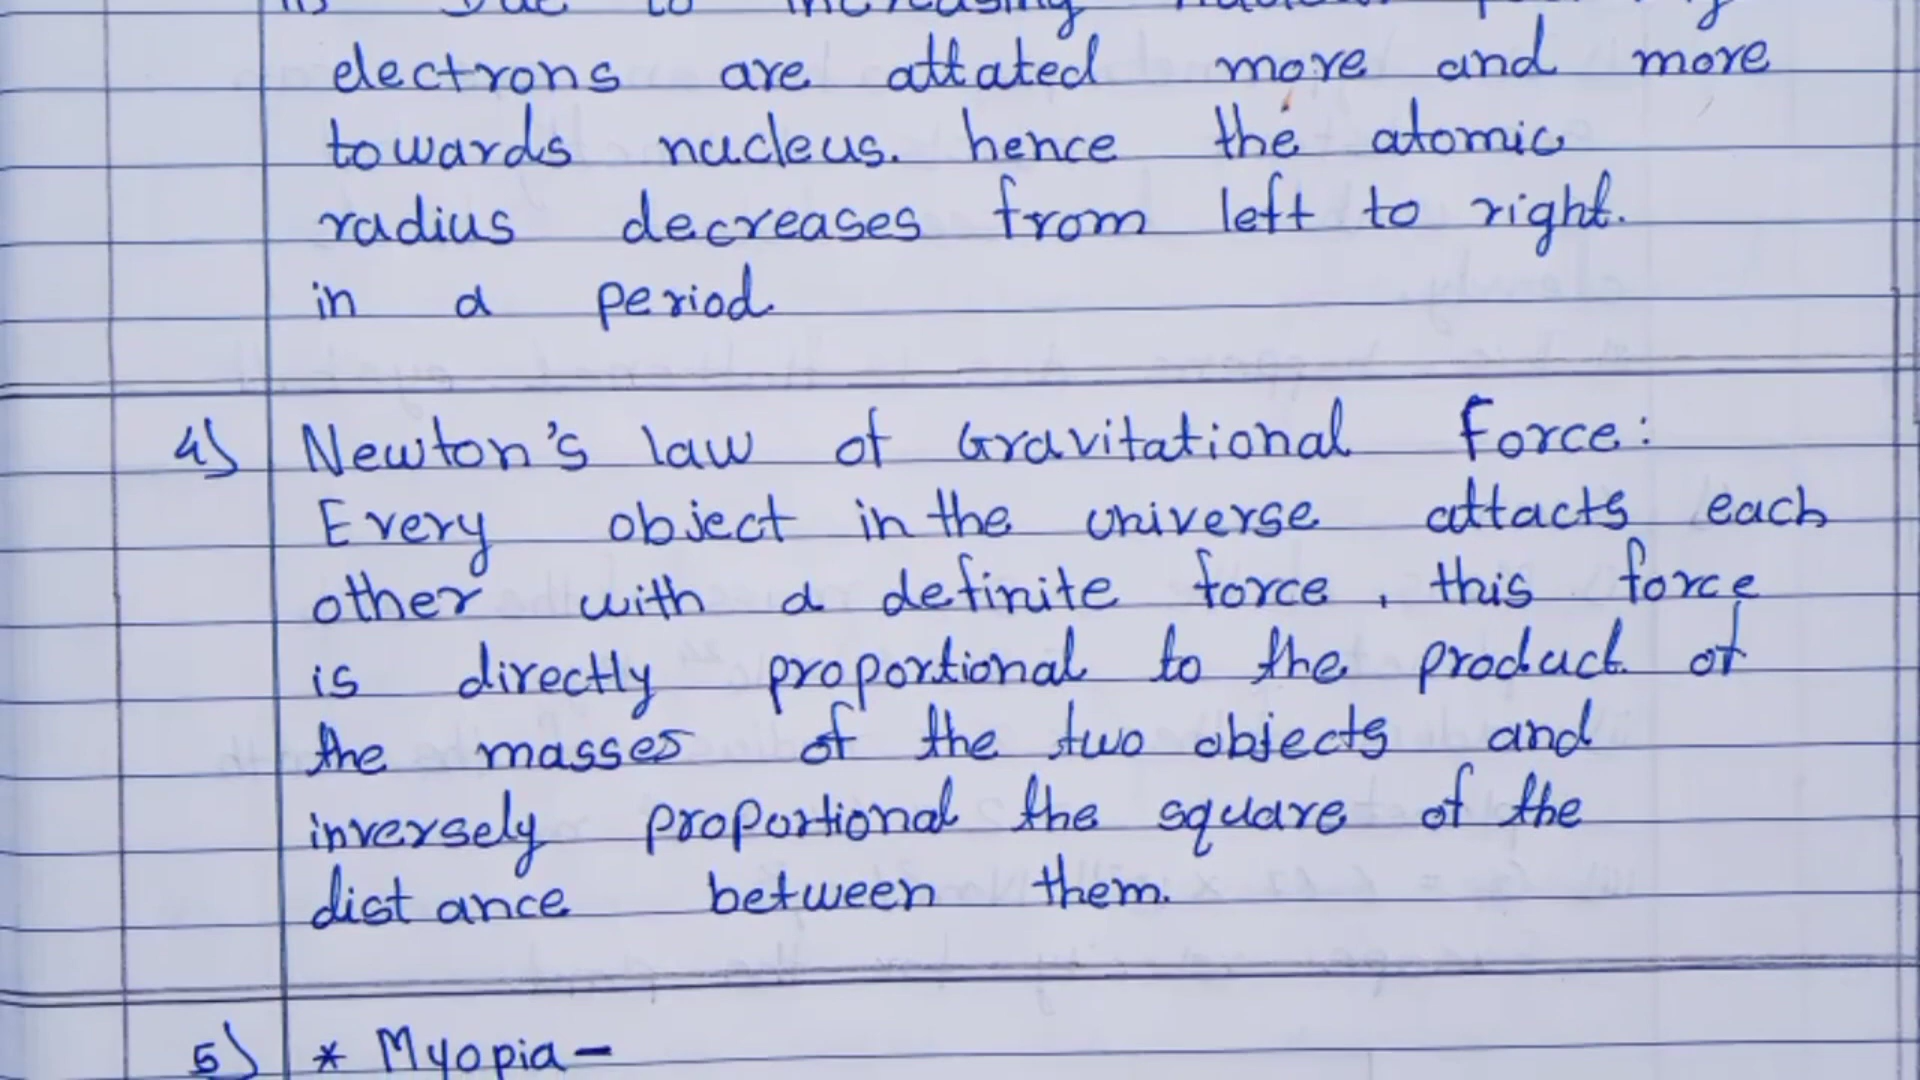 Due to increasing
electrons are attated more and more
towards nucleus. hence the atomic
radius decreases from left to right.
in a period
4) Newton's law of Gravitational Force:
Every object in the universe attacts each
other with a definite force, this force
is directly proportional to the product of
the masses of the two objects and
inversely proportional the square of the
distance between them.
5) * Myopia-